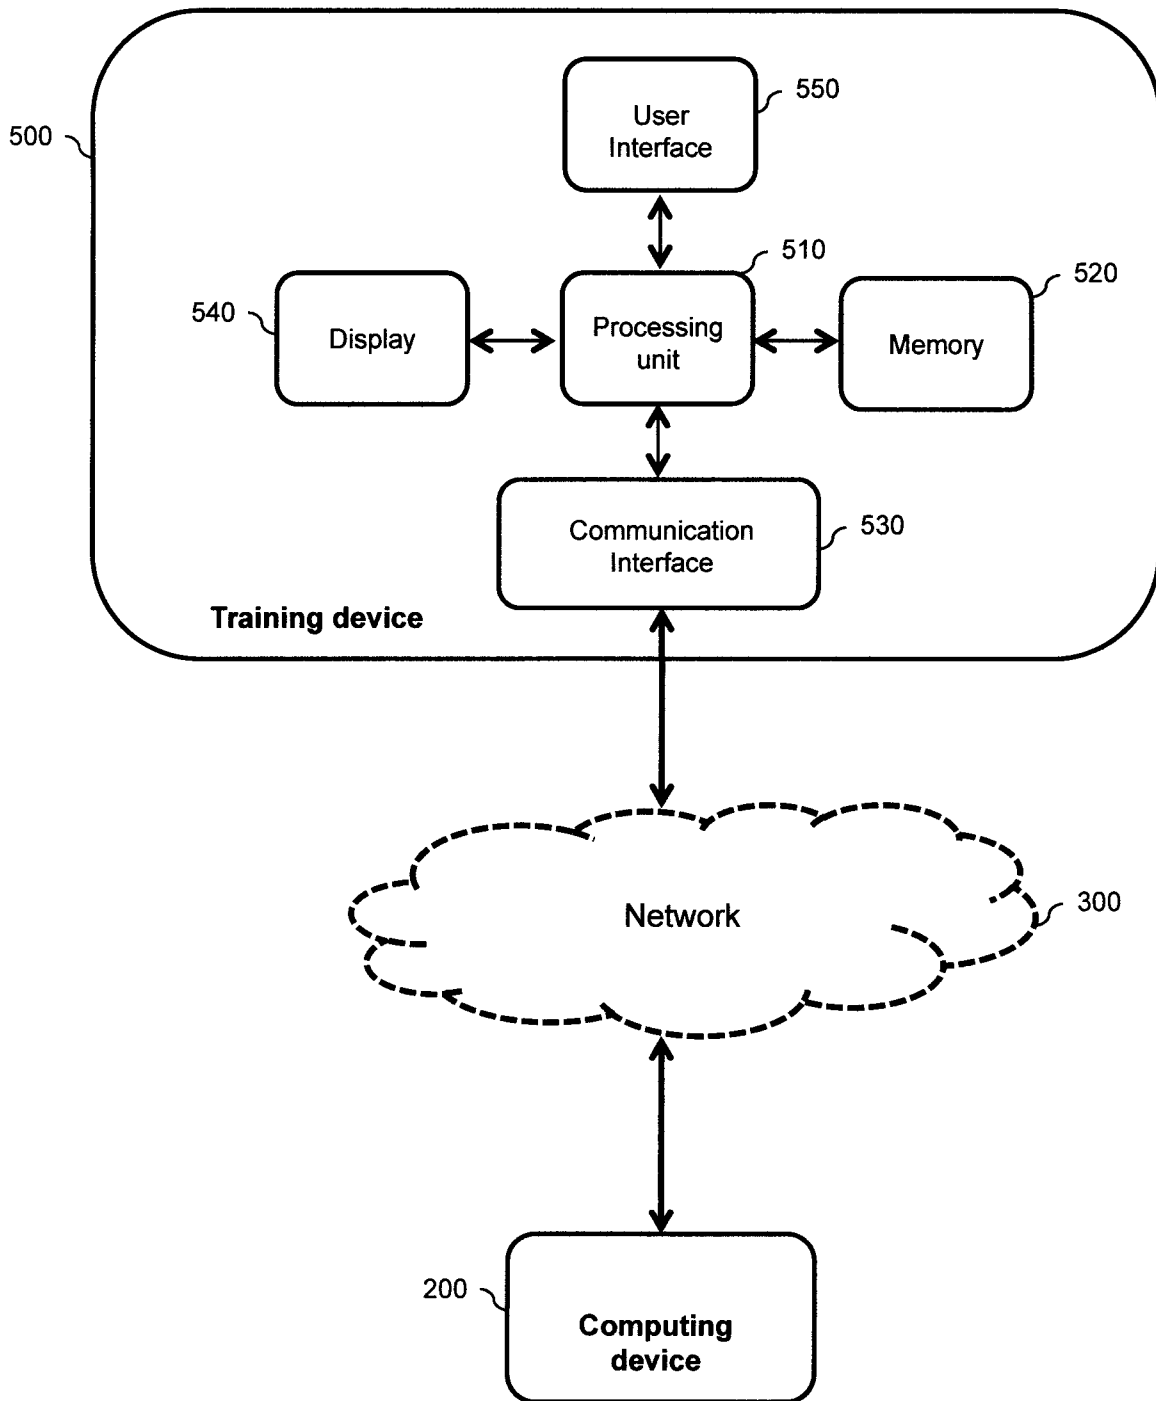 550
User
Interface
500
510
520
540
Display
Processing
unit
Memory
Communication
Interface
530
Training device
Network
300
200
Computing
device